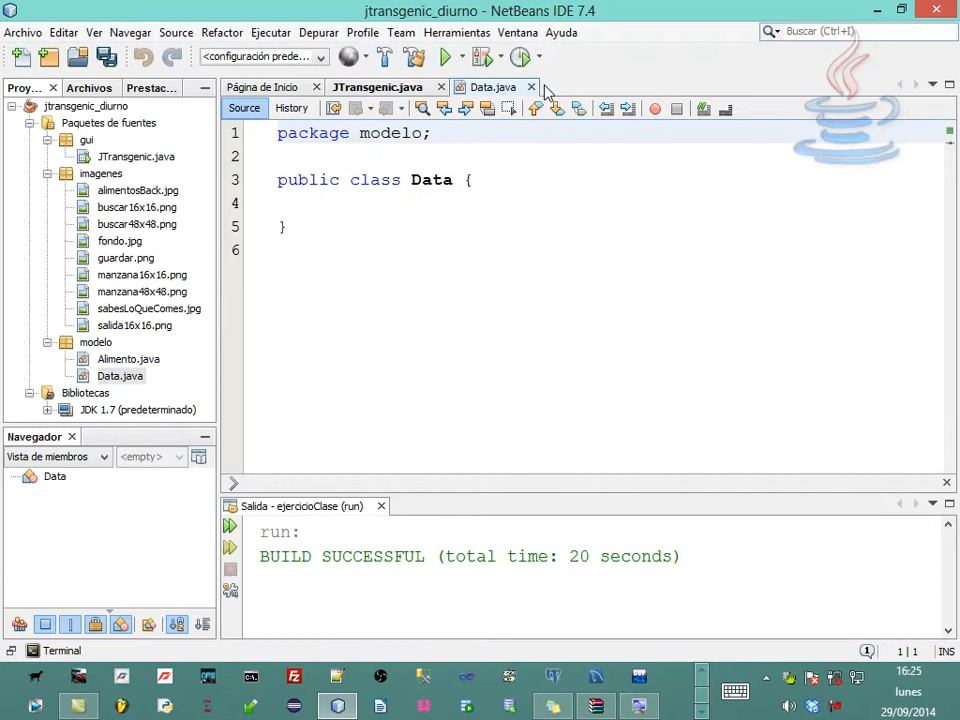 jtransgenic_diurno - NetBeans IDE 7.4
Archivo Editar Ver Navegar Source Refactor Ejecutar Depurar Profile Team Herramientas Ventana Ayuda
Buscar (Ctrl+I)
<configuración prede...
Proy... Archivos Prestac...
Página de Inicio JTransgenic.java Data.java
Source History
jtransgenic_diurno
Paquetes de fuentes
gui
JTransgenic.java
imagenes
alimentosBack.jpg
buscar16x16.png
buscar48x48.png
fondo.jpg
guardar.png
manzana16x16.png
manzana48x48.png
sabesLoQueComes.jpg
salida16x16.png
modelo
Alimento.java
Data.java
Bibliotecas
JDK 1.7 (predeterminado)
1 package modelo;
2
3 public class Data {
4
5 }
6
Navegador
Vista de miembros <empty>
Data
Salida - ejercicioClase (run)
run:
BUILD SUCCESSFUL (total time: 20 seconds)
Terminal
1 1 | 1 INS
16:25
lunes
29/09/2014